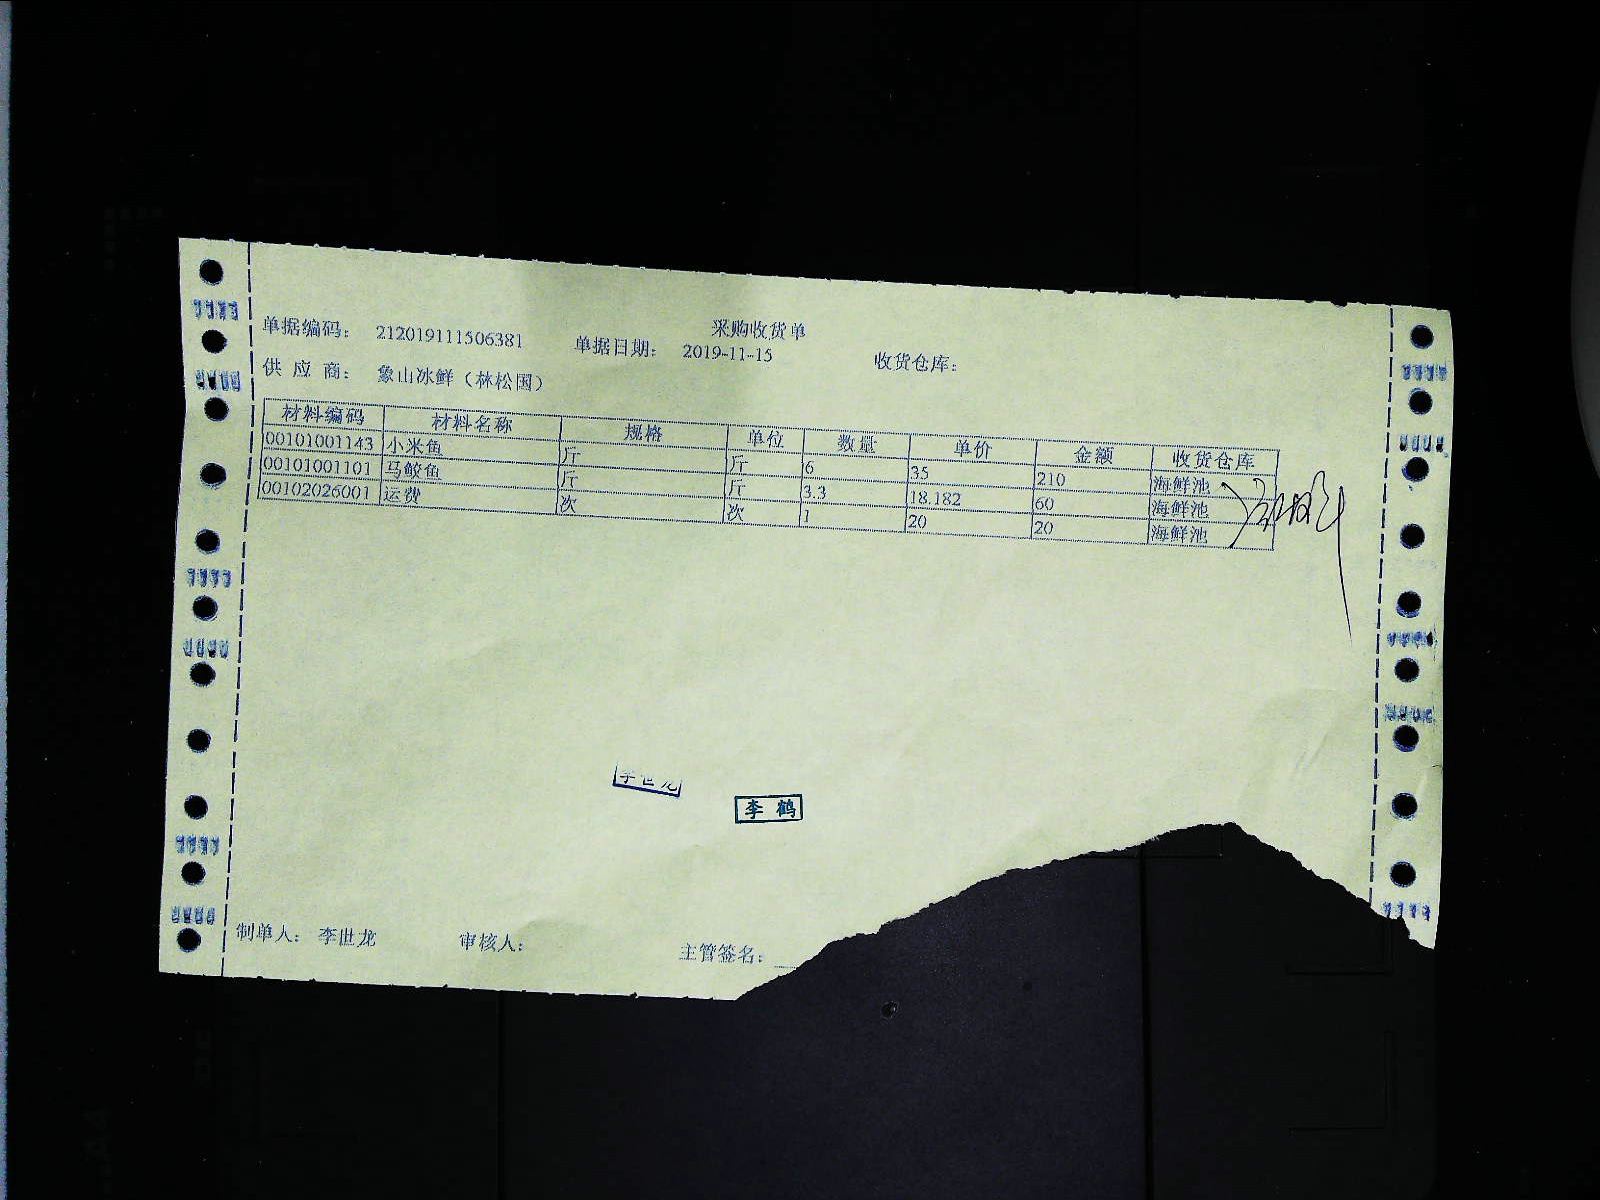 采购收货单
单据编码： 212019111506381 单据日期： 2019-11-15 收货仓库：
供 应 商： 象山冰鲜（林松国）
材料编码 材料名称 规格 单位 数量 单价 金额 收货仓库
00101001143 小米鱼 斤 斤 6 35 210 海鲜池
00101001101 马鲛鱼 斤 斤 3.3 18.182 60 海鲜池
00102026001 运费 次 次 1 20 20 海鲜池
李世龙
李鹤
制单人： 李世龙 审核人： 主管签名：